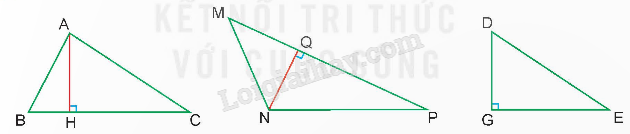 KẾT NỐI TRI THỨC
VỚI CUỘC SỐNG
Loigiaihay.com
A
B
H
C
M
Q
N
P
D
G
E